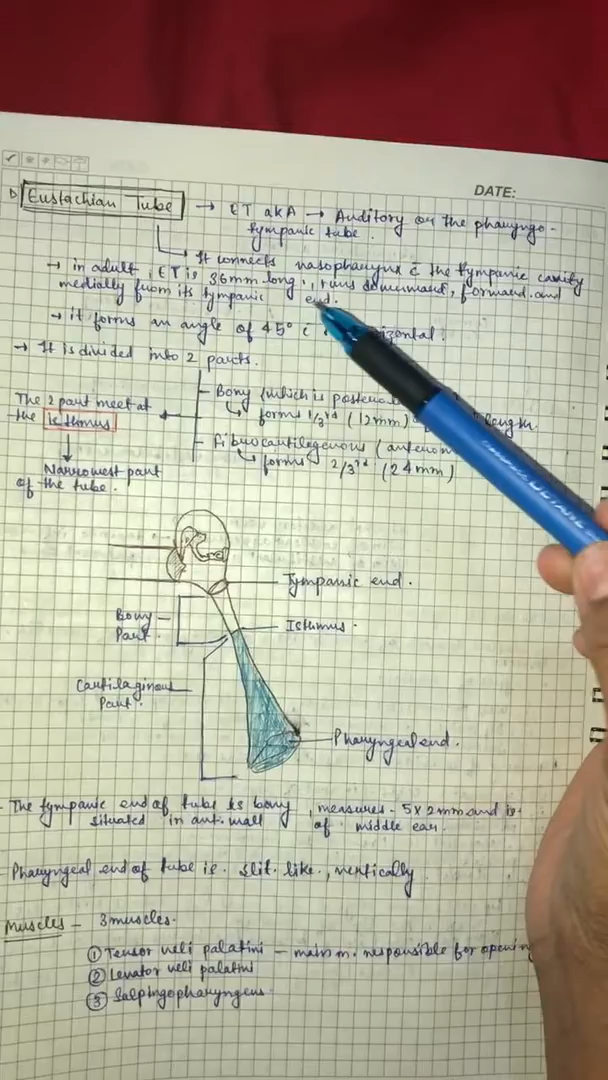 DATE:
1) Eustachian Tube → ET aKA → Auditory or the pharyngo-
tympanic tube.
→ It connects nasopharynx c̄ the tympanic cavity
→ in adult, ET is 36mm long, runs downward, forward and
medially from its tympanic end.
→ it forms an angle of 45° c̄ horizontal.
→ It is divided into 2 parts.
The 2 part meet at
the Isthmus
Narrowest part
of the tube.
Bony (which is
forms 1/3rd (12mm) length.
Fibrocartilagenous
forms 2/3rd (24mm)
Tympanic end.
Bony
Part.
Isthmus.
Cartilaginous
Part.
Pharyngeal end.
The tympanic end of tube is bony, measures 5x2mm and is
situated in ant. wall of middle ear.
Pharyngeal end of tube is slit like, vertically
Muscles - 3 muscles.
① Tensor veli palatini - main m. responsible for opening
② Levator veli palatini
③ Salpingopharyngeus